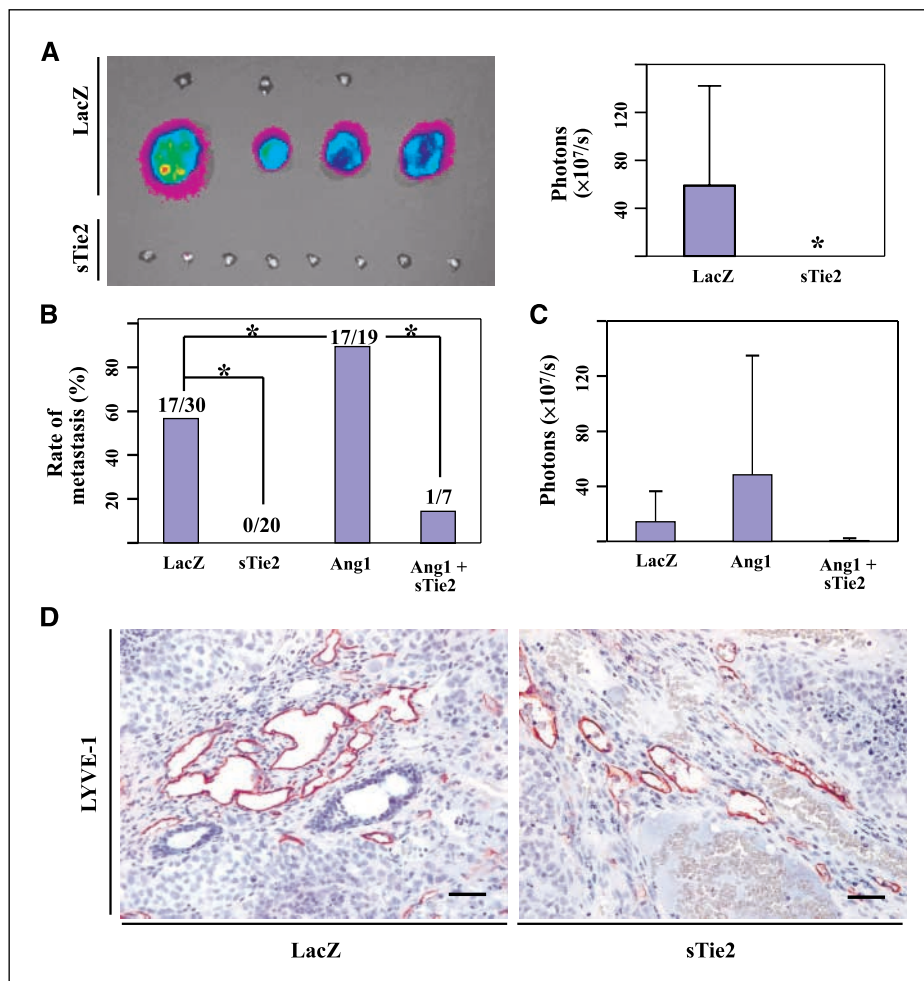 A
LacZ
sTie2
Photons
(×10⁷/s)
120
80
40
*
LacZ
sTie2
B
Rate of
metastasis (%)
80
60
40
20
*
*
*
17/30
0/20
17/19
1/7
LacZ
sTie2
Ang1
Ang1 +
sTie2
C
Photons (×10⁷/s)
120
80
40
LacZ
Ang1
Ang1 +
sTie2
D
LYVE-1
LacZ
sTie2